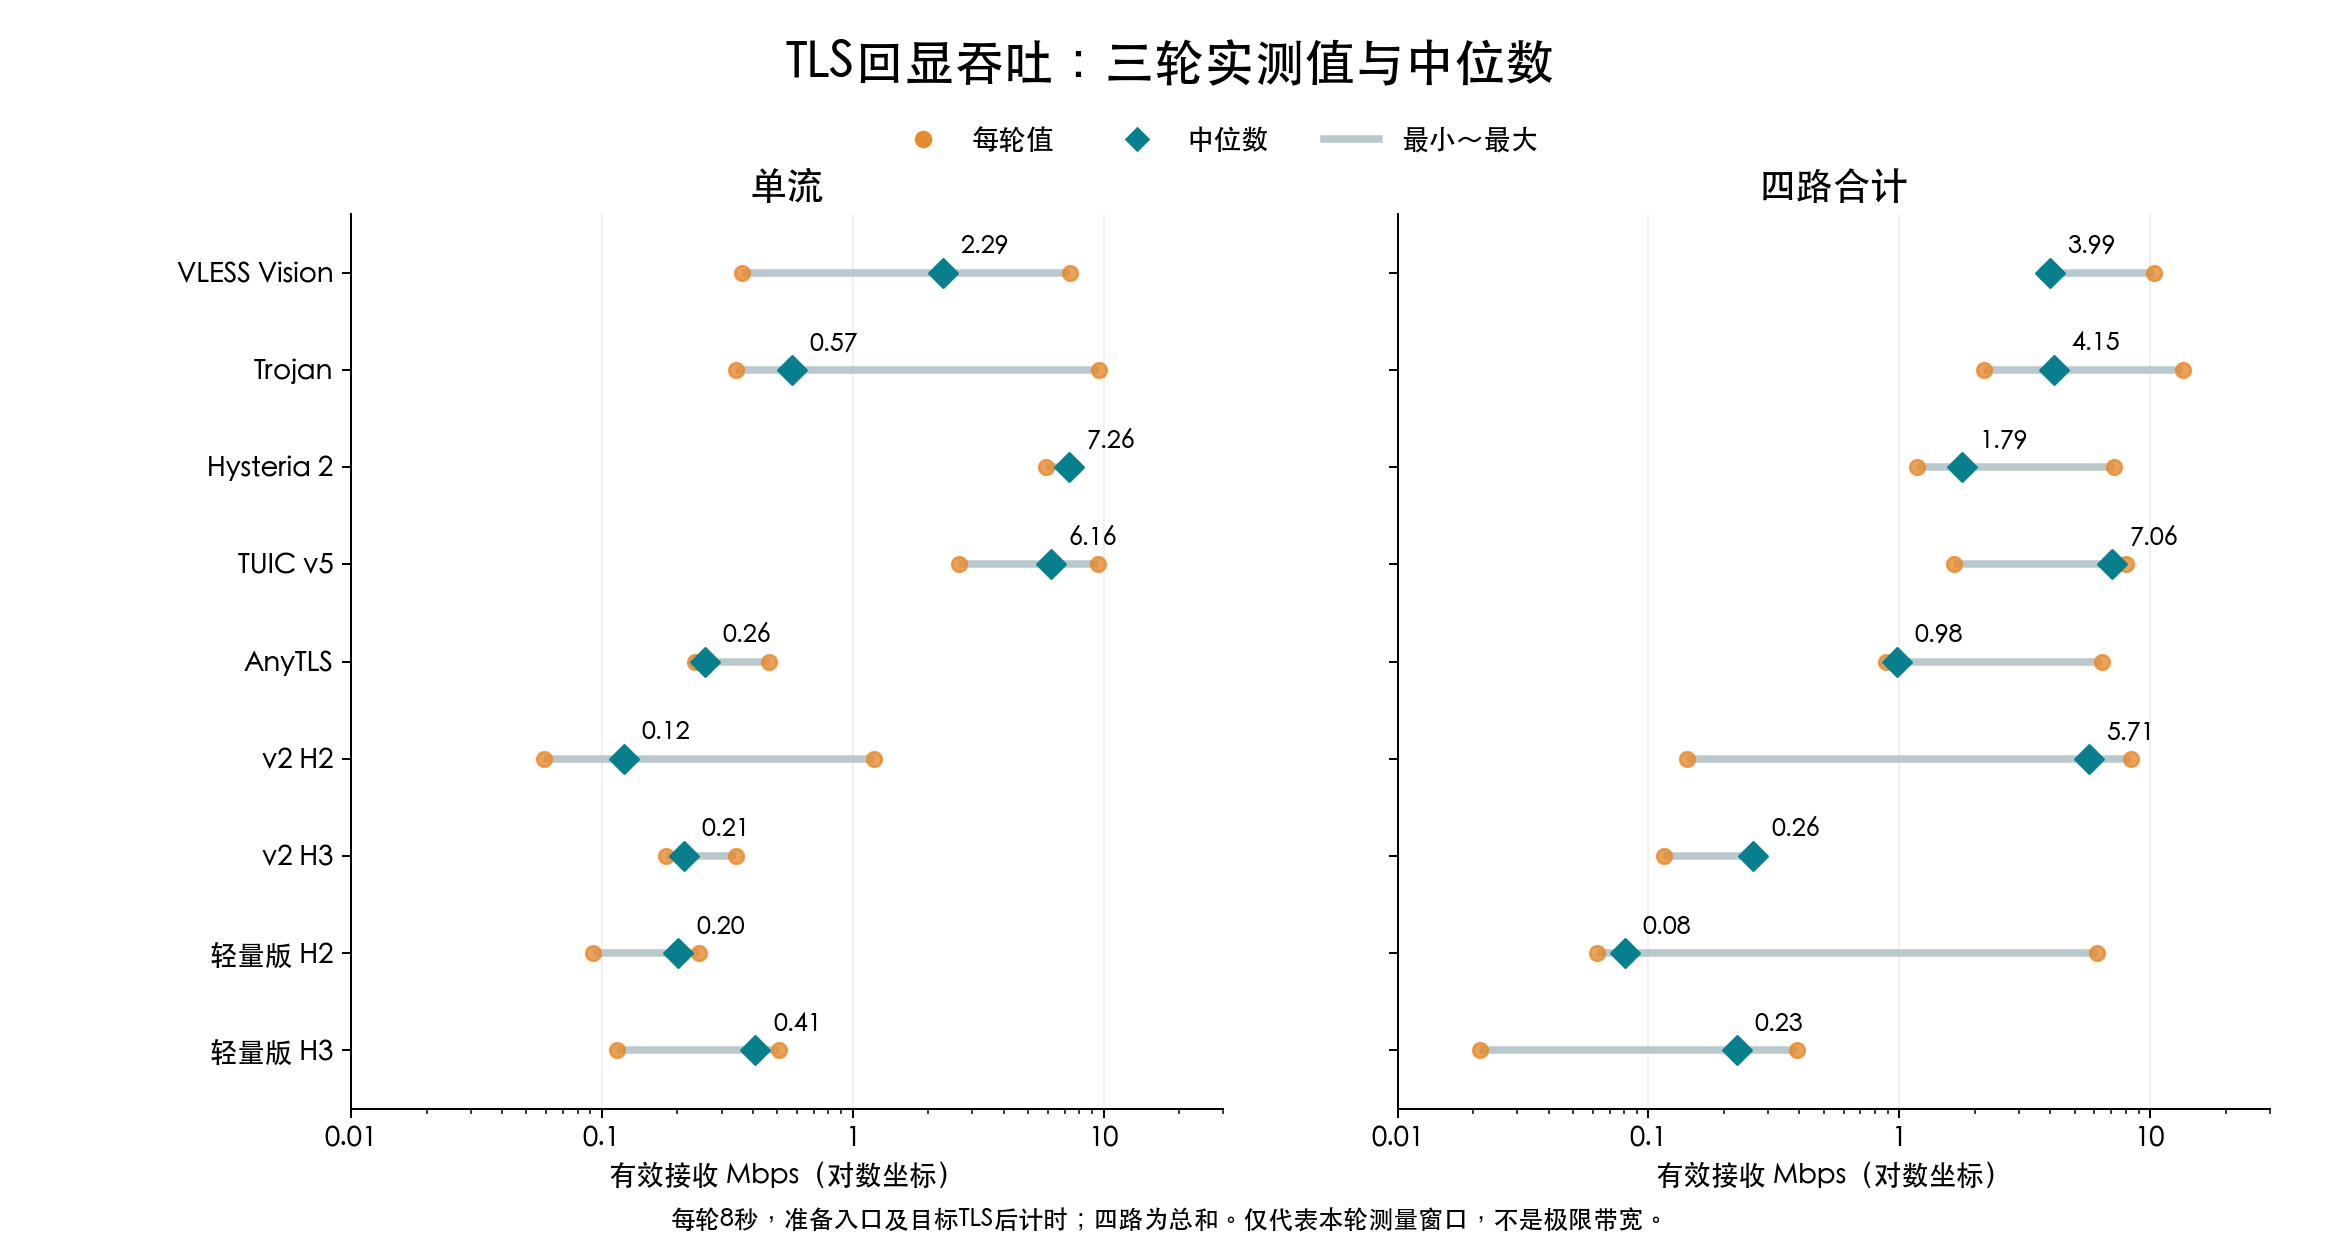 TLS回显吞吐：三轮实测值与中位数
每轮值 中位数 最小～最大
单流
VLESS Vision
Trojan
Hysteria 2
TUIC v5
AnyTLS
v2 H2
v2 H3
轻量版 H2
轻量版 H3
2.29
0.57
7.26
6.16
0.26
0.12
0.21
0.20
0.41
0.01 0.1 1 10
有效接收 Mbps（对数坐标）
四路合计
3.99
4.15
1.79
7.06
0.98
5.71
0.26
0.08
0.23
0.01 0.1 1 10
有效接收 Mbps（对数坐标）
每轮8秒，准备入口及目标TLS后计时；四路为总和。仅代表本轮测量窗口，不是极限带宽。